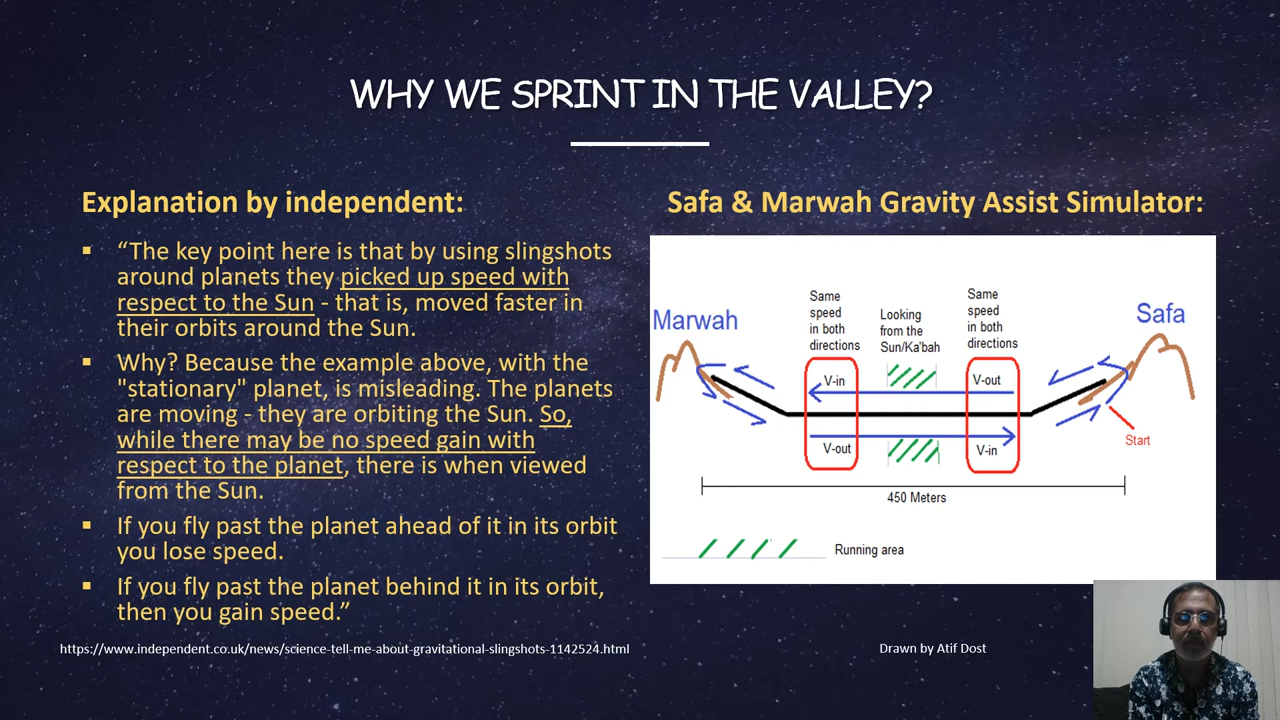 WHY WE SPRINT IN THE VALLEY?
Explanation by independent:
“The key point here is that by using slingshots
around planets they picked up speed with
respect to the Sun - that is, moved faster in
their orbits around the Sun.
Why? Because the example above, with the
"stationary" planet, is misleading. The planets
are moving - they are orbiting the Sun. So,
while there may be no speed gain with
respect to the planet, there is when viewed
from the Sun.
If you fly past the planet ahead of it in its orbit
you lose speed.
If you fly past the planet behind it in its orbit,
then you gain speed.”
https://www.independent.co.uk/news/science-tell-me-about-gravitational-slingshots-1142524.html
Safa & Marwah Gravity Assist Simulator:
Marwah
Same
speed
in both
directions
Looking
from the
Sun/Ka'bah
Same
speed
in both
directions
Safa
V-in
V-out
V-out
V-in
Start
450 Meters
Running area
Drawn by Atif Dost